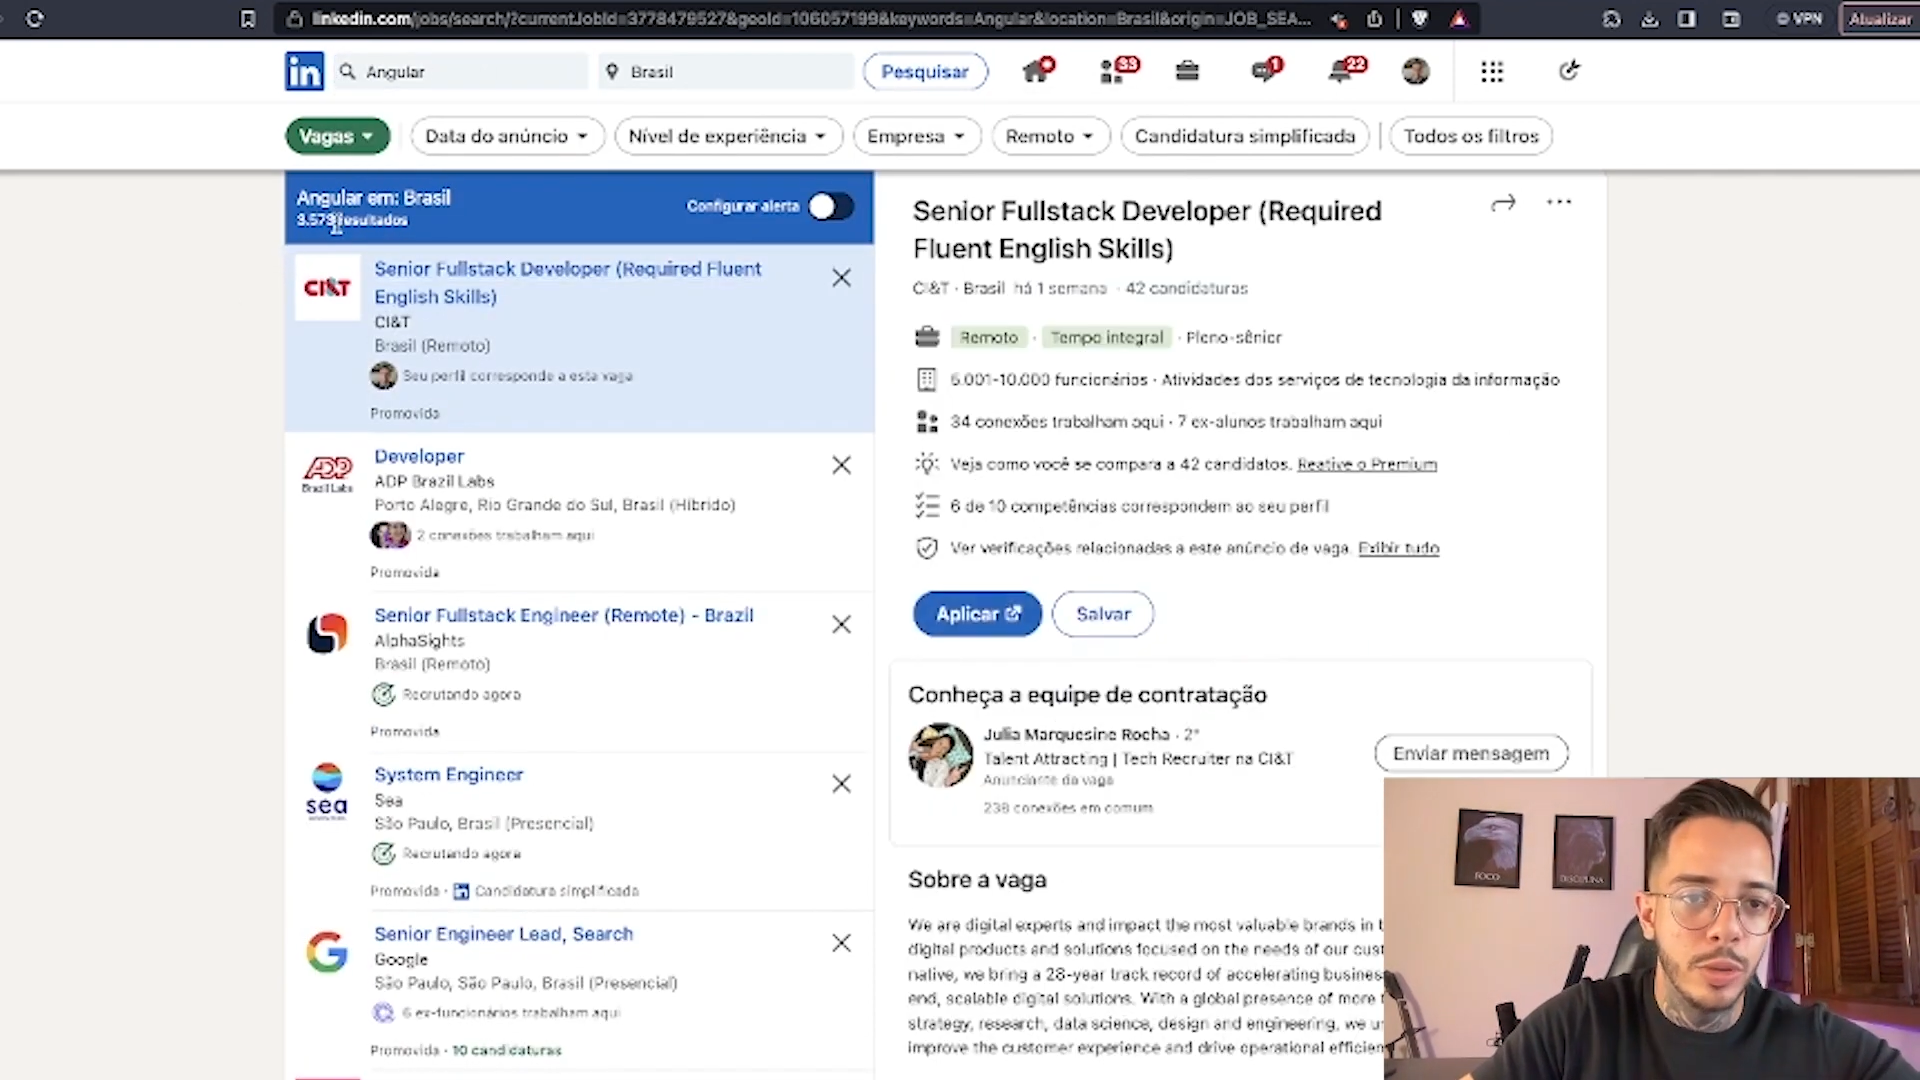 linkedin.com/jobs/search/?currentJobId=3778479527&geoId=106057199&keywords=Angular&location=Brasil&origin=JOB_SEA...
VPN
Atualizar
in
Angular
Brasil
Pesquisar
33
1
22
Vagas
Data do anúncio
Nível de experiência
Empresa
Remoto
Candidatura simplificada
Todos os filtros
Angular em: Brasil
resultados
Configurar alerta
CI&T
Senior Fullstack Developer (Required Fluent
English Skills)
CI&T
Brasil (Remoto)
Seu perfil corresponde a esta vaga
Promovida
ADP
Brazil Labs
Developer
ADP Brazil Labs
Porto Alegre, Rio Grande do Sul, Brasil (Híbrido)
2 conexões trabalham aqui
Promovida
Senior Fullstack Engineer (Remote) - Brazil
AlphaSights
Brasil (Remoto)
Recrutando agora
Promovida
sea
System Engineer
Sea
São Paulo, Brasil (Presencial)
Recrutando agora
Promovida · in Candidatura simplificada
G
Senior Engineer Lead, Search
Google
São Paulo, São Paulo, Brasil (Presencial)
6 ex-funcionários trabalham aqui
Promovida · 10 candidaturas
Senior Fullstack Developer (Required
Fluent English Skills)
CI&T · Brasil há 1 semana · 42 candidaturas
Remoto · Tempo integral · Pleno-sênior
5.001-10.000 funcionários · Atividades dos serviços de tecnologia da informação
34 conexões trabalham aqui · 7 ex-alunos trabalham aqui
Veja como você se compara a 42 candidatos. Reative o Premium
6 de 10 competências correspondem ao seu perfil
Ver verificações relacionadas a este anúncio de vaga. Exibir tudo
Aplicar
Salvar
Conheça a equipe de contratação
Julia Marquesine Rocha · 2º
Talent Attracting | Tech Recruiter na CI&T
Anunciante da vaga
238 conexões em comum
Enviar mensagem
Sobre a vaga
We are digital experts and impact the most valuable brands in t
digital products and solutions focused on the needs of our cust
native, we bring a 28-year track record of accelerating busines
end, scalable digital solutions. With a global presence of more t
strategy, research, data science, design and engineering, we u
improve the customer experience and drive operational efficien
FOCO
DISCIPLINA